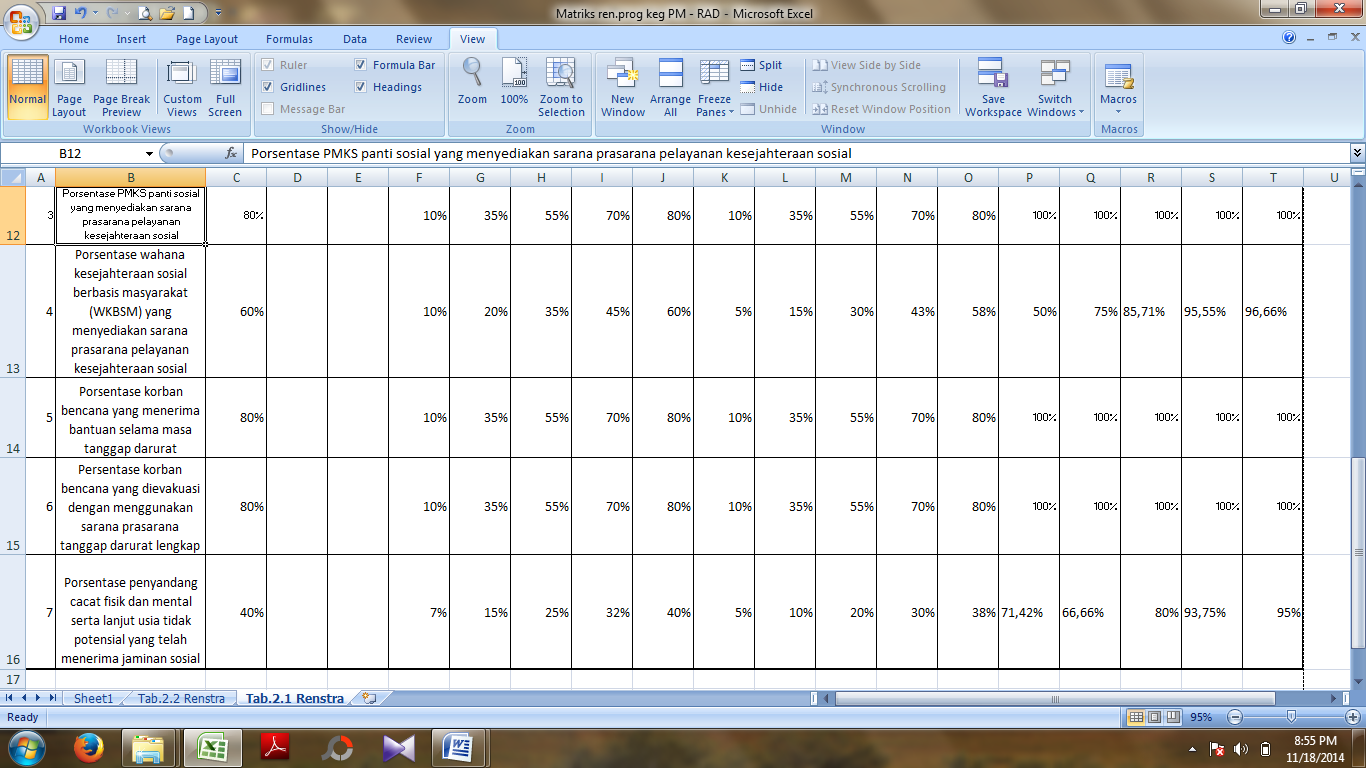 Matriks ren.prog keg PM - RAD - Microsoft Excel
Home Insert Page Layout Formulas Data Review View
Ruler Formula Bar
Gridlines Headings
Message Bar
Normal Page Layout Page Break Preview Custom Views Full Screen
Zoom 100% Zoom to Selection
New Window Arrange All Freeze Panes
Split View Side by Side
Hide Synchronous Scrolling
Unhide Reset Window Position
Save Workspace Switch Windows Macros
Workbook Views Show/Hide Zoom Window Macros
B12 fx Porsentase PMKS panti sosial yang menyediakan sarana prasarana pelayanan kesejahteraan sosial
A B C D E F G H I J K L M N O P Q R S T U
Porsentase PMKS panti sosial
yang menyediakan sarana
prasarana pelayanan
kesejahteraan sosial
12 3 80% 10% 35% 55% 70% 80% 10% 35% 55% 70% 80% 100% 100% 100% 100% 100%
Porsentase wahana
kesejahteraan sosial
berbasis masyarakat
(WKBSM) yang
menyediakan sarana
prasarana pelayanan
kesejahteraan sosial
13 4 60% 10% 20% 35% 45% 60% 5% 15% 30% 43% 58% 50% 75% 85,71% 95,55% 96,66%
Porsentase korban
bencana yang menerima
bantuan selama masa
tanggap darurat
14 5 80% 10% 35% 55% 70% 80% 10% 35% 55% 70% 80% 100% 100% 100% 100% 100%
Persentase korban
bencana yang dievakuasi
dengan menggunakan
sarana prasarana
tanggap darurat lengkap
15 6 80% 10% 35% 55% 70% 80% 10% 35% 55% 70% 80% 100% 100% 100% 100% 100%
Porsentase penyandang
cacat fisik dan mental
serta lanjut usia tidak
potensial yang telah
menerima jaminan sosial
16 7 40% 7% 15% 25% 32% 40% 5% 10% 20% 30% 38% 71,42% 66,66% 80% 93,75% 95%
17
Sheet1 Tab.2.2 Renstra Tab.2.1 Renstra
Ready 95%
8:55 PM
11/18/2014